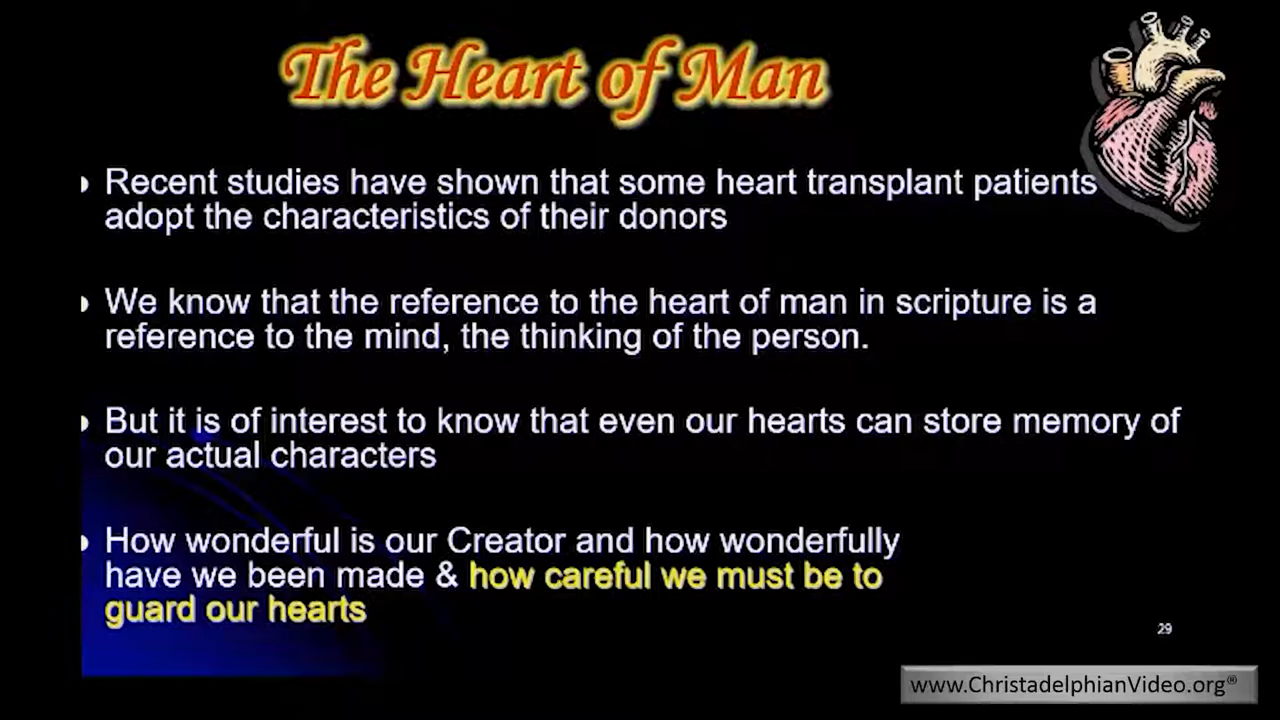 The Heart of Man
Recent studies have shown that some heart transplant patients
adopt the characteristics of their donors
We know that the reference to the heart of man in scripture is a
reference to the mind, the thinking of the person.
But it is of interest to know that even our hearts can store memory of
our actual characters
How wonderful is our Creator and how wonderfully
have we been made & how careful we must be to
guard our hearts
29
www.ChristadelphianVideo.org®